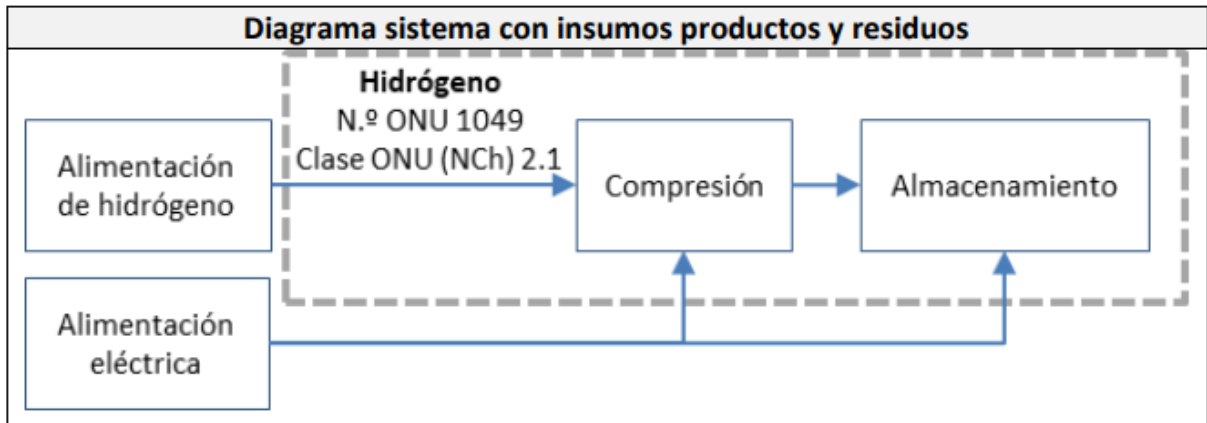 Diagrama sistema con insumos productos y residuos
Hidrógeno
N.º ONU 1049
Clase ONU (NCh) 2.1
Alimentación
de hidrógeno
Compresión
Almacenamiento
Alimentación
eléctrica